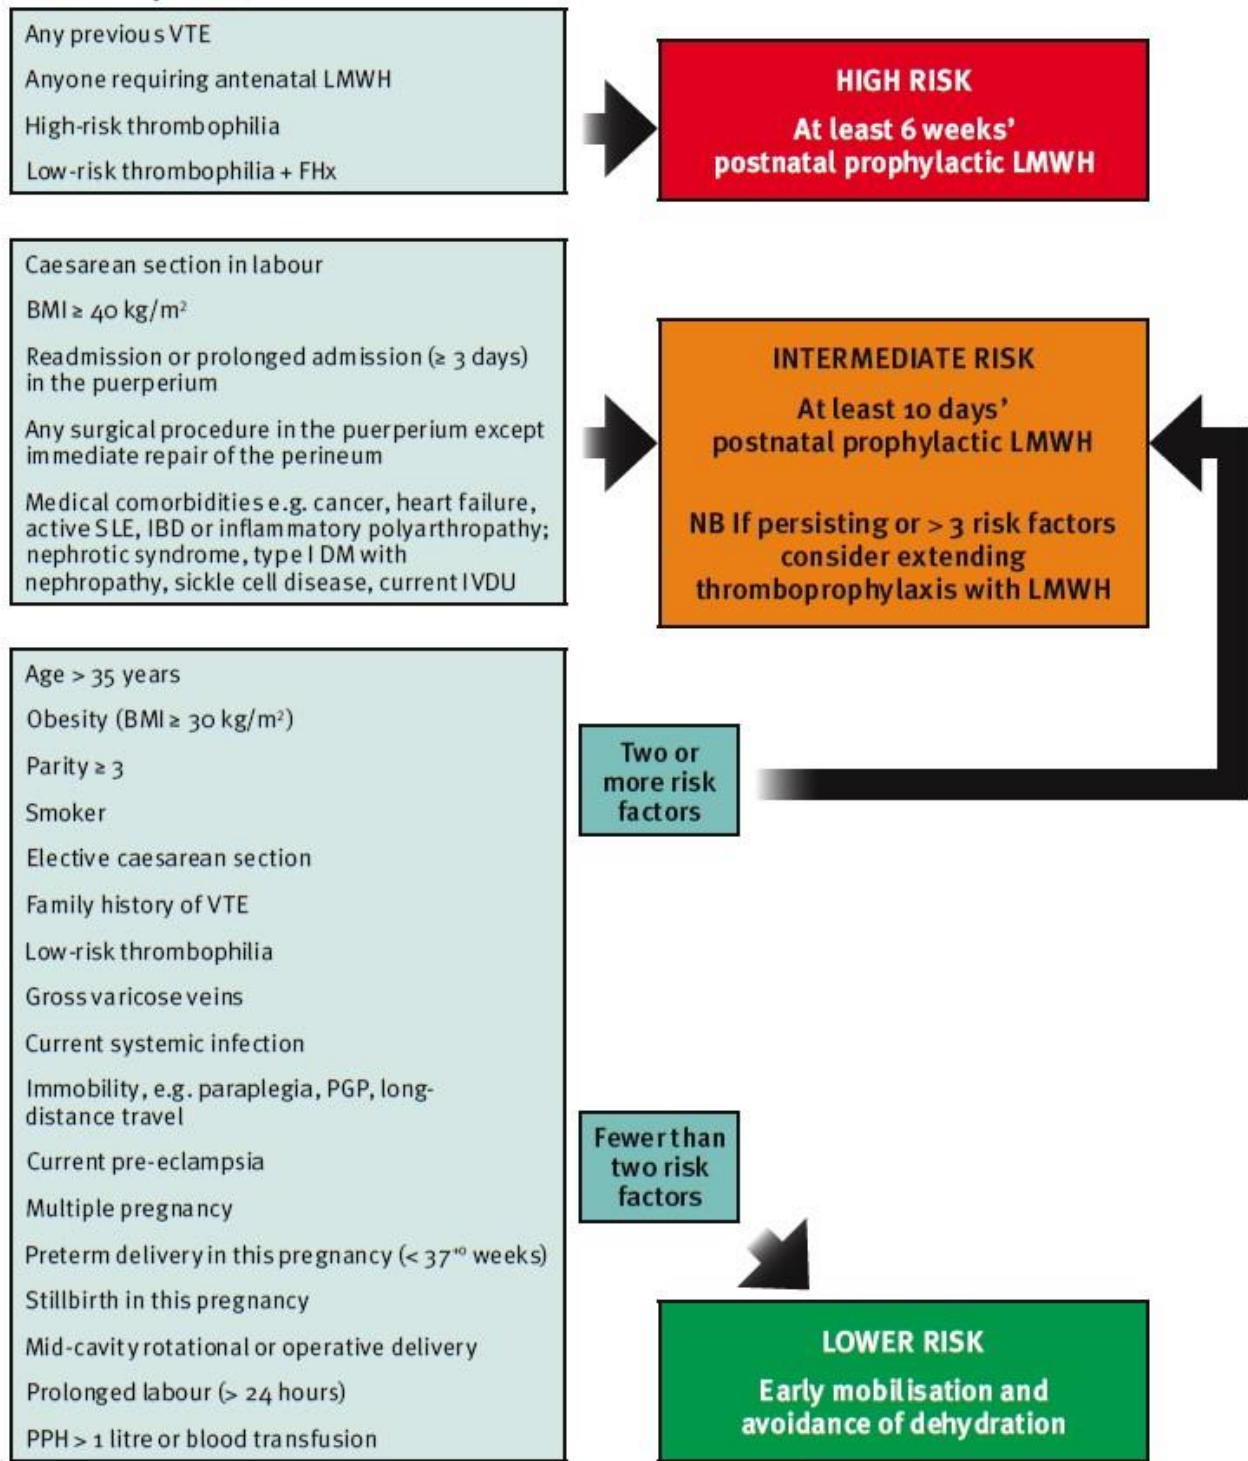 Any previous VTE
Anyone requiring antenatal LMWH
High-risk thrombophilia
Low-risk thrombophilia + FHx
HIGH RISK
At least 6 weeks’
postnatal prophylactic LMWH
Caesarean section in labour
BMI ≥ 40 kg/m²
Readmission or prolonged admission (≥ 3 days)
in the puerperium
Any surgical procedure in the puerperium except
immediate repair of the perineum
Medical comorbidities e.g. cancer, heart failure,
active SLE, IBD or inflammatory polyarthropathy;
nephrotic syndrome, type I DM with
nephropathy, sickle cell disease, current IVDU
INTERMEDIATE RISK
At least 10 days’
postnatal prophylactic LMWH
NB If persisting or > 3 risk factors
consider extending
thromboprophylaxis with LMWH
Age > 35 years
Obesity (BMI ≥ 30 kg/m²)
Parity ≥ 3
Smoker
Elective caesarean section
Family history of VTE
Low-risk thrombophilia
Gross varicose veins
Current systemic infection
Immobility, e.g. paraplegia, PGP, long-
distance travel
Current pre-eclampsia
Multiple pregnancy
Preterm delivery in this pregnancy (< 37⁺⁰ weeks)
Stillbirth in this pregnancy
Mid-cavity rotational or operative delivery
Prolonged labour (> 24 hours)
PPH > 1 litre or blood transfusion
Two or
more risk
factors
Fewer than
two risk
factors
LOWER RISK
Early mobilisation and
avoidance of dehydration